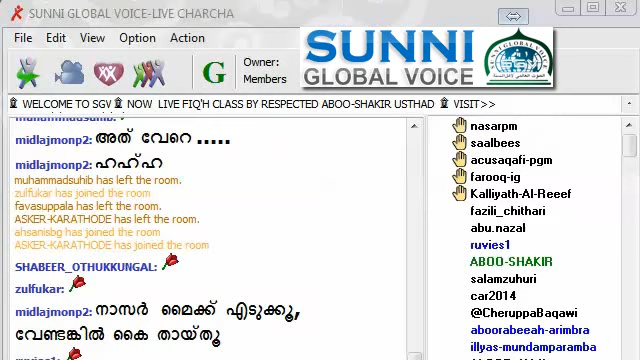 SUNNI GLOBAL VOICE-LIVE CHARCHA
File Edit View Option Action
SUNNI
GLOBAL VOICE
G
Owner:
Members
WELCOME TO SGV NOW LIVE FIQ'H CLASS BY RESPECTED ABOO-SHAKIR USTHAD VISIT>>
midlajmonp2: അത് വേറെ .....
midlajmonp2: ഹഹ്ഹ
muhammadsuhib has left the room.
zulfukar has joined the room.
favasuppala has left the room.
ASKER-KARATHODE has left the room.
ahsanisbg has joined the room.
ASKER-KARATHODE has joined the room
SHABEER_OTHUKKUNGAL:
zulfukar:
midlajmonp2: നാസർ മൈക്ക് എടുക്കൂ,
വേണ്ടങ്കിൽ കൈ തായ്തൂ
nasarpm
saalbees
acusaqafi-pgm
farooq-ig
Kalliyath-Al-Reeef
fazili_chithari
abu.nazal
ruvies1
ABOO-SHAKIR
salamzuhuri
car2014
@CheruppaBaqawi
aboorabeeah-arimbra
illyas-mundamparamba